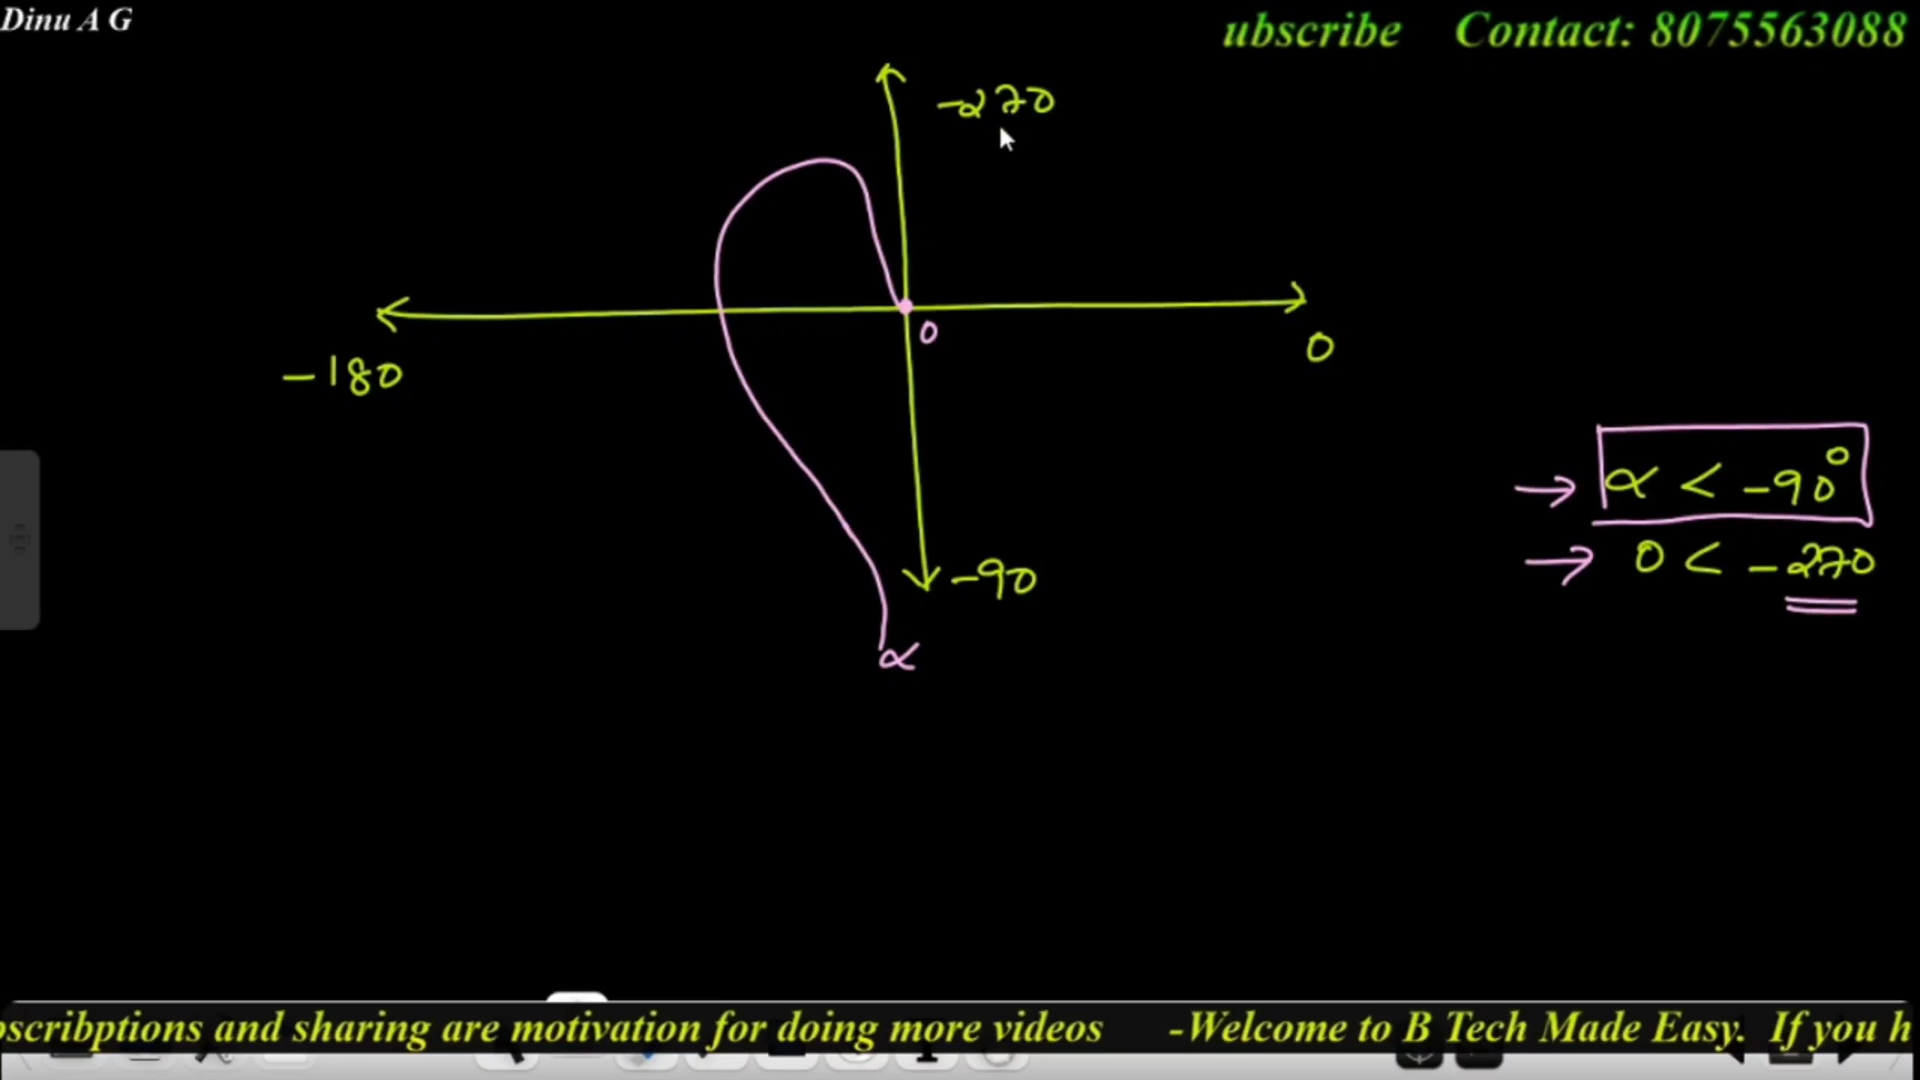 Dinu A G
ubscribe Contact: 8075563088
-270
0
0
-180
α < -90°
0 < -270
-90
α
oscribptions and sharing are motivation for doing more videos -Welcome to B Tech Made Easy. If you h